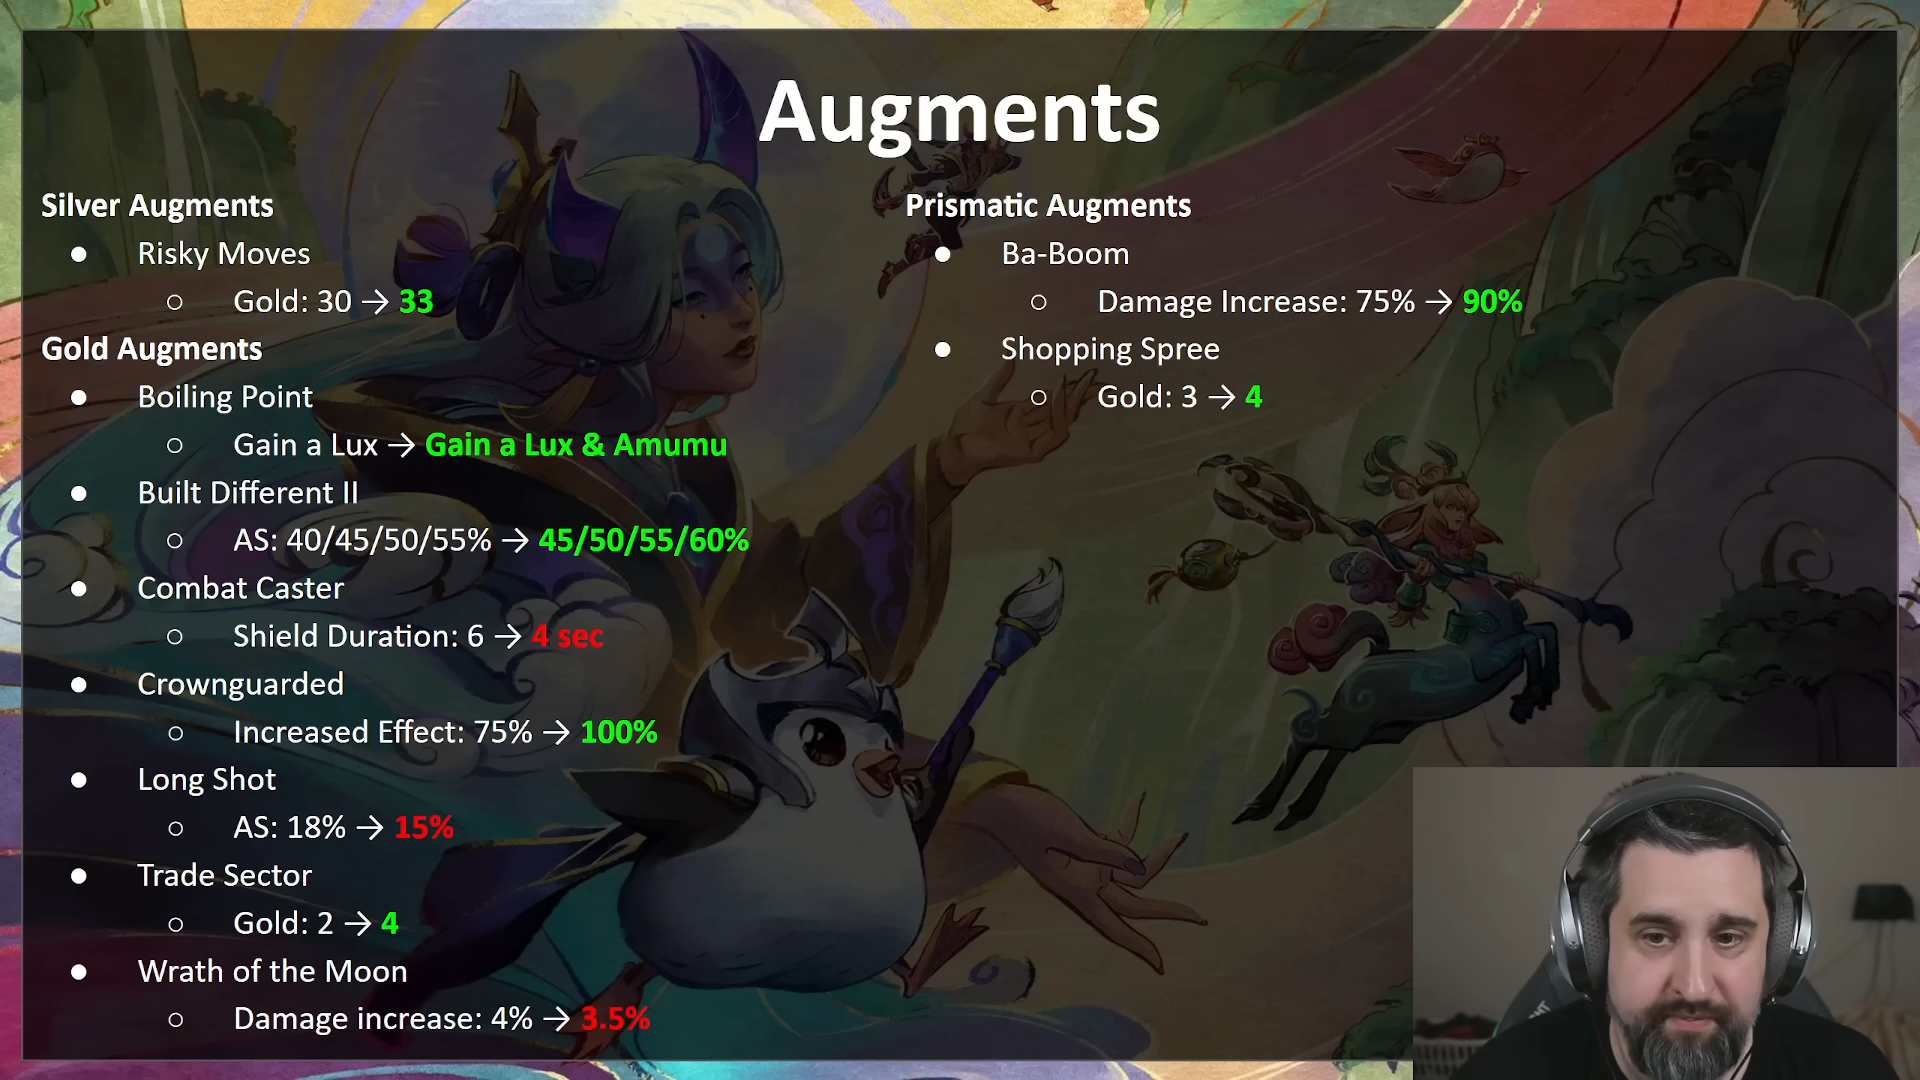 Augments
Silver Augments
● Risky Moves
○ Gold: 30 → 33
Gold Augments
● Boiling Point
○ Gain a Lux → Gain a Lux & Amumu
● Built Different II
○ AS: 40/45/50/55% → 45/50/55/60%
● Combat Caster
○ Shield Duration: 6 → 4 sec
● Crownguarded
○ Increased Effect: 75% → 100%
● Long Shot
○ AS: 18% → 15%
● Trade Sector
○ Gold: 2 → 4
● Wrath of the Moon
○ Damage increase: 4% → 3.5%
Prismatic Augments
● Ba-Boom
○ Damage Increase: 75% → 90%
● Shopping Spree
○ Gold: 3 → 4